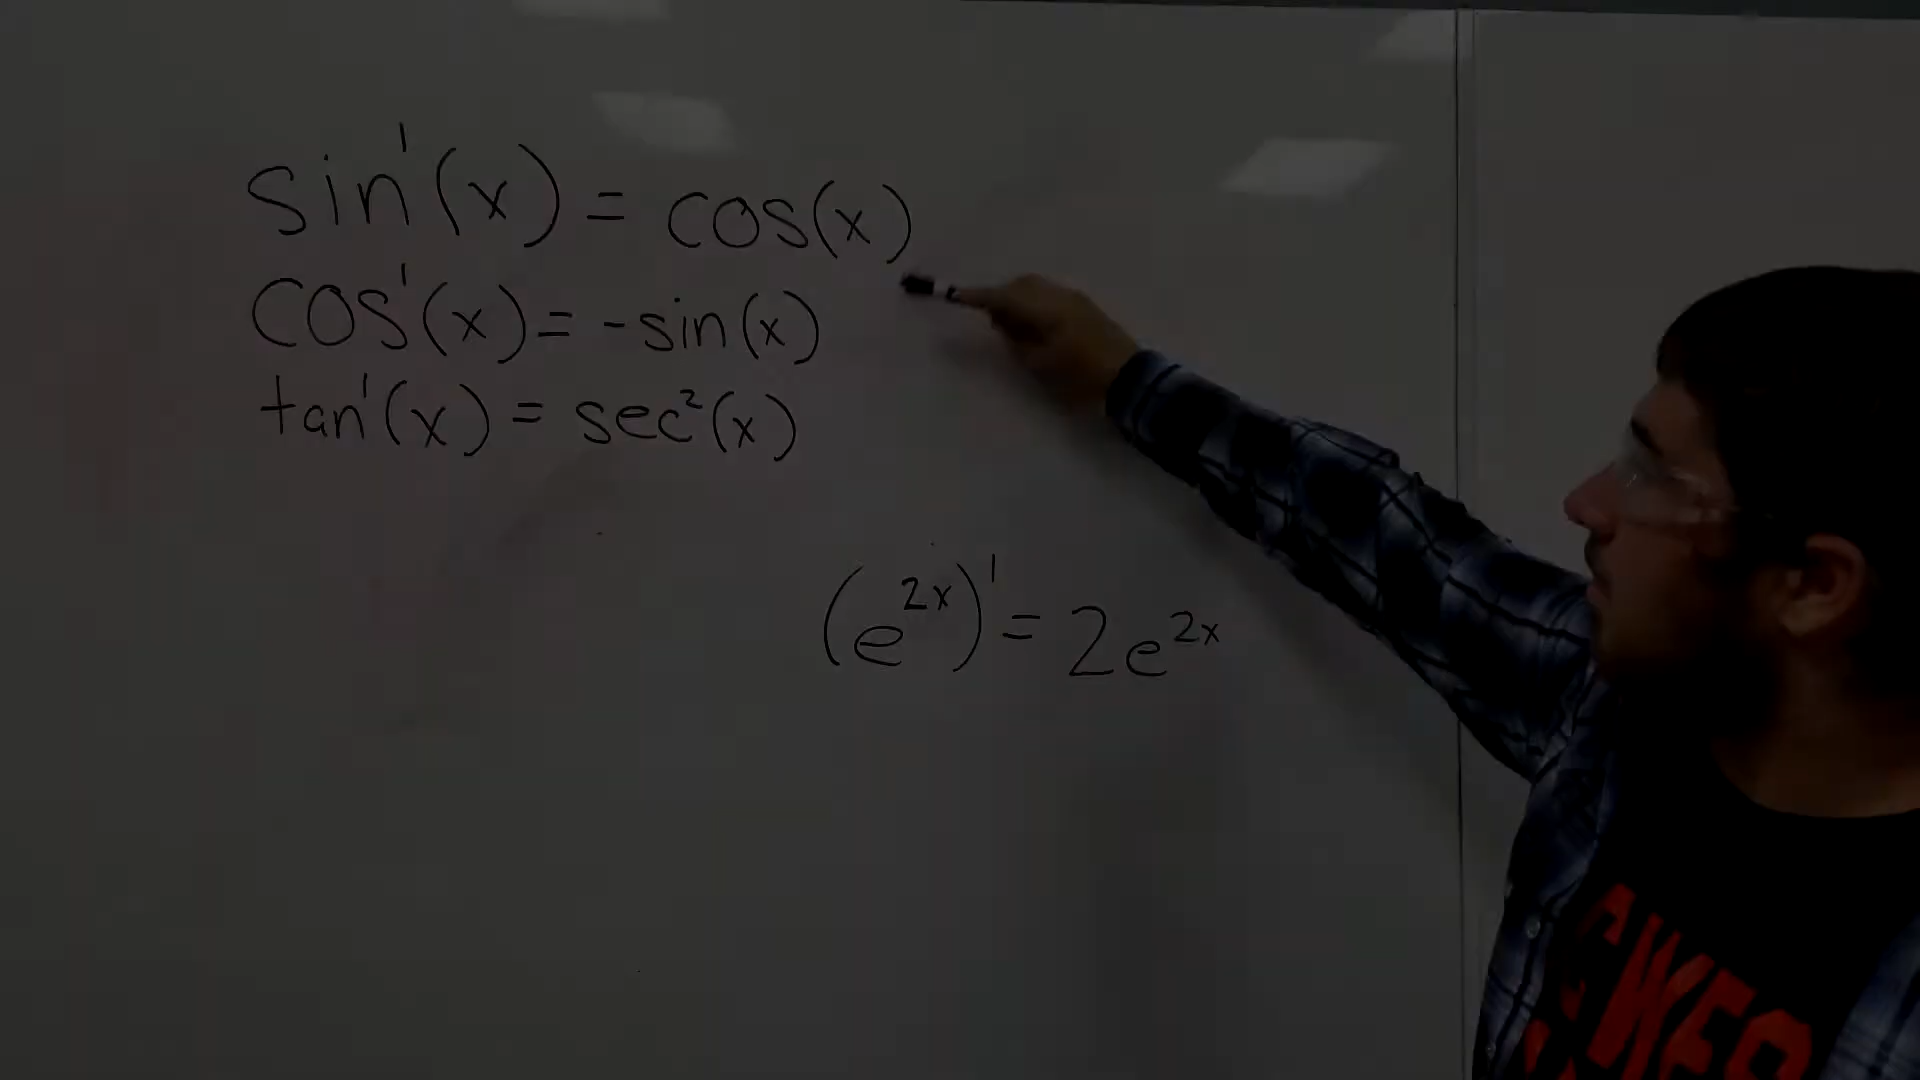 sin'(x) = cos(x)
cos'(x) = -sin(x)
tan'(x) = sec²(x)
(e^{2x})' = 2e^{2x}